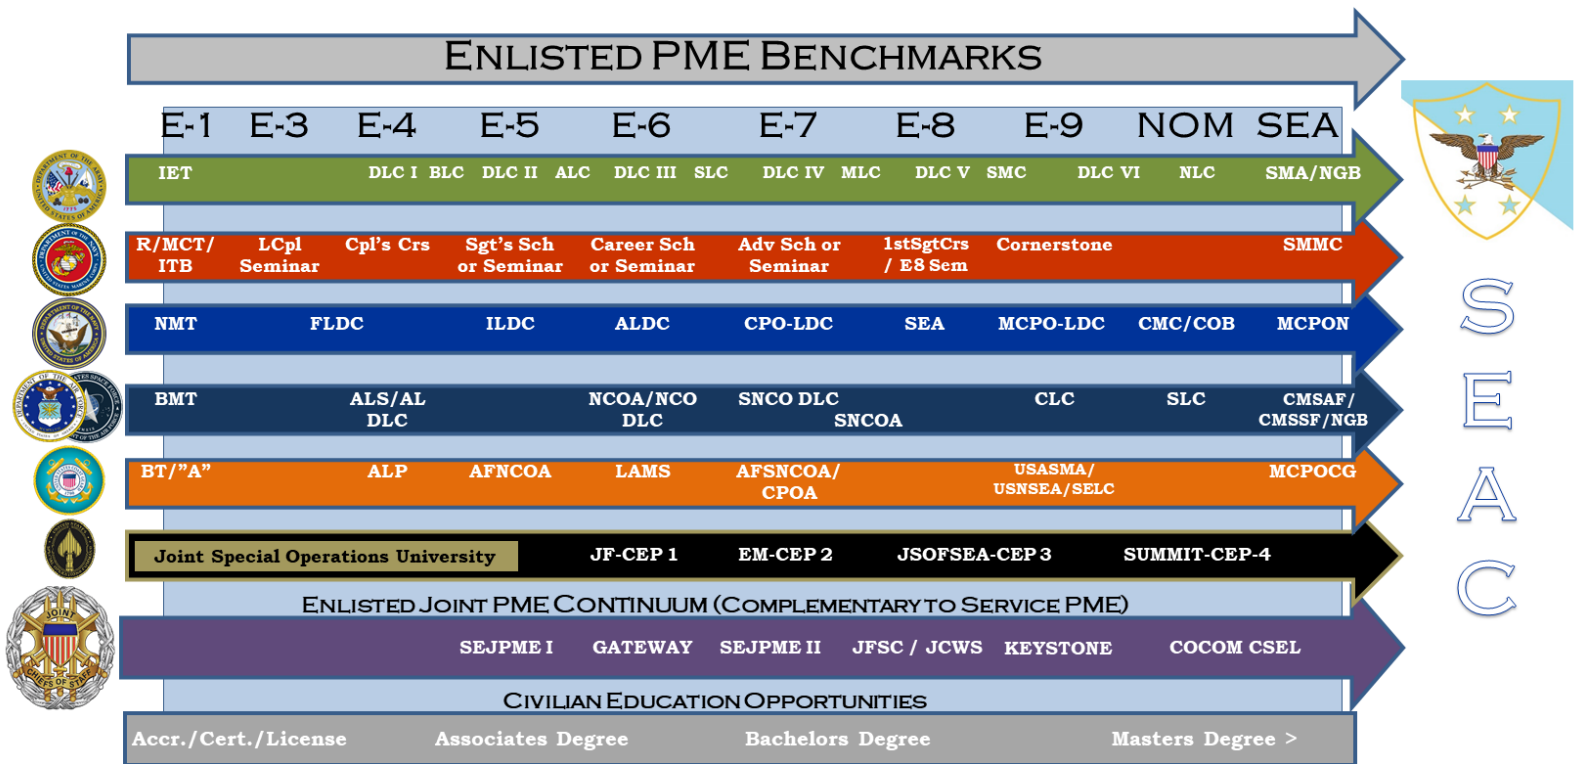 ENLISTED PME BENCHMARKS
E-1 E-3 E-4 E-5 E-6 E-7 E-8 E-9 NOM SEA
IET DLC I BLC DLC II ALC DLC III SLC DLC IV MLC DLC V SMC DLC VI NLC SMA/NGB
R/MCT/ LCpl Cpl's Crs Sgt's Sch Career Sch Adv Sch or 1stSgtCrs Cornerstone SMMC
ITB Seminar or Seminar or Seminar Seminar / E8 Sem
NMT FLDC ILDC ALDC CPO-LDC SEA MCPO-LDC CMC/COB MCPON
BMT ALS/AL NCOA/NCO SNCO DLC CLC SLC CMSAF/
DLC DLC SNCOA CMSSF/NGB
BT/"A" ALP AFNCOA LAMS AFSNCOA/ USASMA/ MCPOCG
CPOA USNSEA/SELC
Joint Special Operations University JF-CEP 1 EM-CEP 2 JSOFSEA-CEP 3 SUMMIT-CEP-4
ENLISTED JOINT PME CONTINUUM (COMPLEMENTARY TO SERVICE PME)
SEJPME I GATEWAY SEJPME II JFSC / JCWS KEYSTONE COCOM CSEL
CIVILIAN EDUCATION OPPORTUNITIES
Accr./Cert./License Associates Degree Bachelors Degree Masters Degree >
S
E
A
C
JOINT
CHIEFS OF STAFF